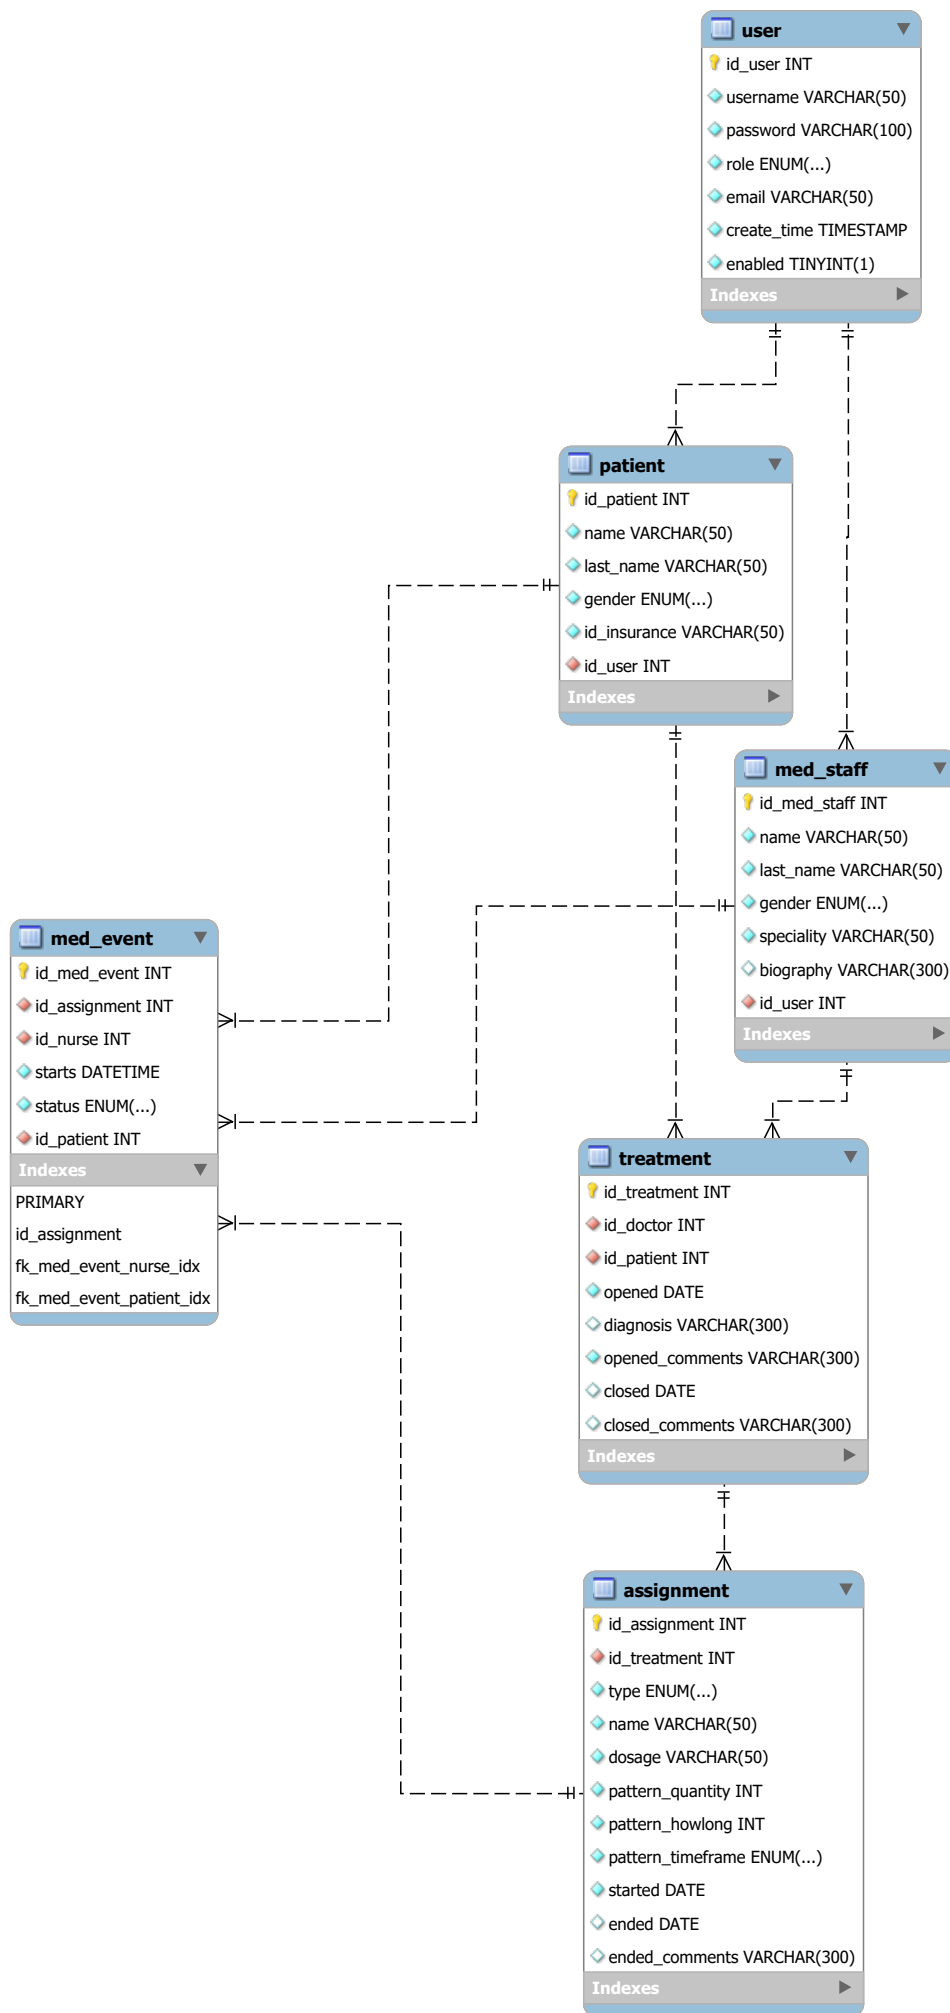 user
id_user INT
username VARCHAR(50)
password VARCHAR(100)
role ENUM(...)
email VARCHAR(50)
create_time TIMESTAMP
enabled TINYINT(1)
Indexes
patient
id_patient INT
name VARCHAR(50)
last_name VARCHAR(50)
gender ENUM(...)
id_insurance VARCHAR(50)
id_user INT
Indexes
med_staff
id_med_staff INT
name VARCHAR(50)
last_name VARCHAR(50)
gender ENUM(...)
speciality VARCHAR(50)
biography VARCHAR(300)
id_user INT
Indexes
med_event
id_med_event INT
id_assignment INT
id_nurse INT
starts DATETIME
status ENUM(...)
id_patient INT
Indexes
PRIMARY
id_assignment
fk_med_event_nurse_idx
fk_med_event_patient_idx
treatment
id_treatment INT
id_doctor INT
id_patient INT
opened DATE
diagnosis VARCHAR(300)
opened_comments VARCHAR(300)
closed DATE
closed_comments VARCHAR(300)
Indexes
assignment
id_assignment INT
id_treatment INT
type ENUM(...)
name VARCHAR(50)
dosage VARCHAR(50)
pattern_quantity INT
pattern_howlong INT
pattern_timeframe ENUM(...)
started DATE
ended DATE
ended_comments VARCHAR(300)
Indexes